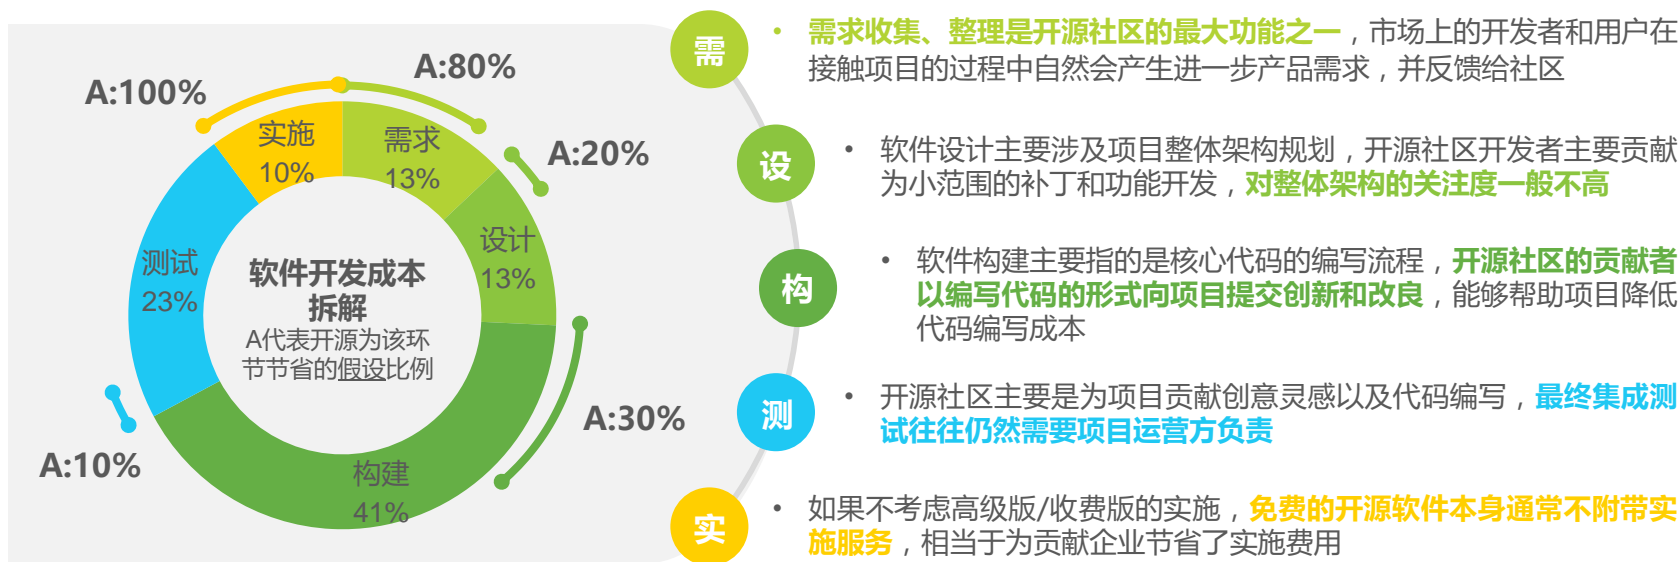 A:100%
A:80%
A:20%
A:30%
A:10%
实施
10%
需求
13%
设计
13%
测试
23%
构建
41%
软件开发成本
拆解
A代表开源为该环
节节省的假设比例
需
• 需求收集、整理是开源社区的最大功能之一，市场上的开发者和用户在
接触项目的过程中自然会产生进一步产品需求，并反馈给社区
设
• 软件设计主要涉及项目整体架构规划，开源社区开发者主要贡献
为小范围的补丁和功能开发，对整体架构的关注度一般不高
构
• 软件构建主要指的是核心代码的编写流程，开源社区的贡献者
以编写代码的形式向项目提交创新和改良，能够帮助项目降低
代码编写成本
测
• 开源社区主要是为项目贡献创意灵感以及代码编写，最终集成测
试往往仍然需要项目运营方负责
实
• 如果不考虑高级版/收费版的实施，免费的开源软件本身通常不附带实
施服务，相当于为贡献企业节省了实施费用